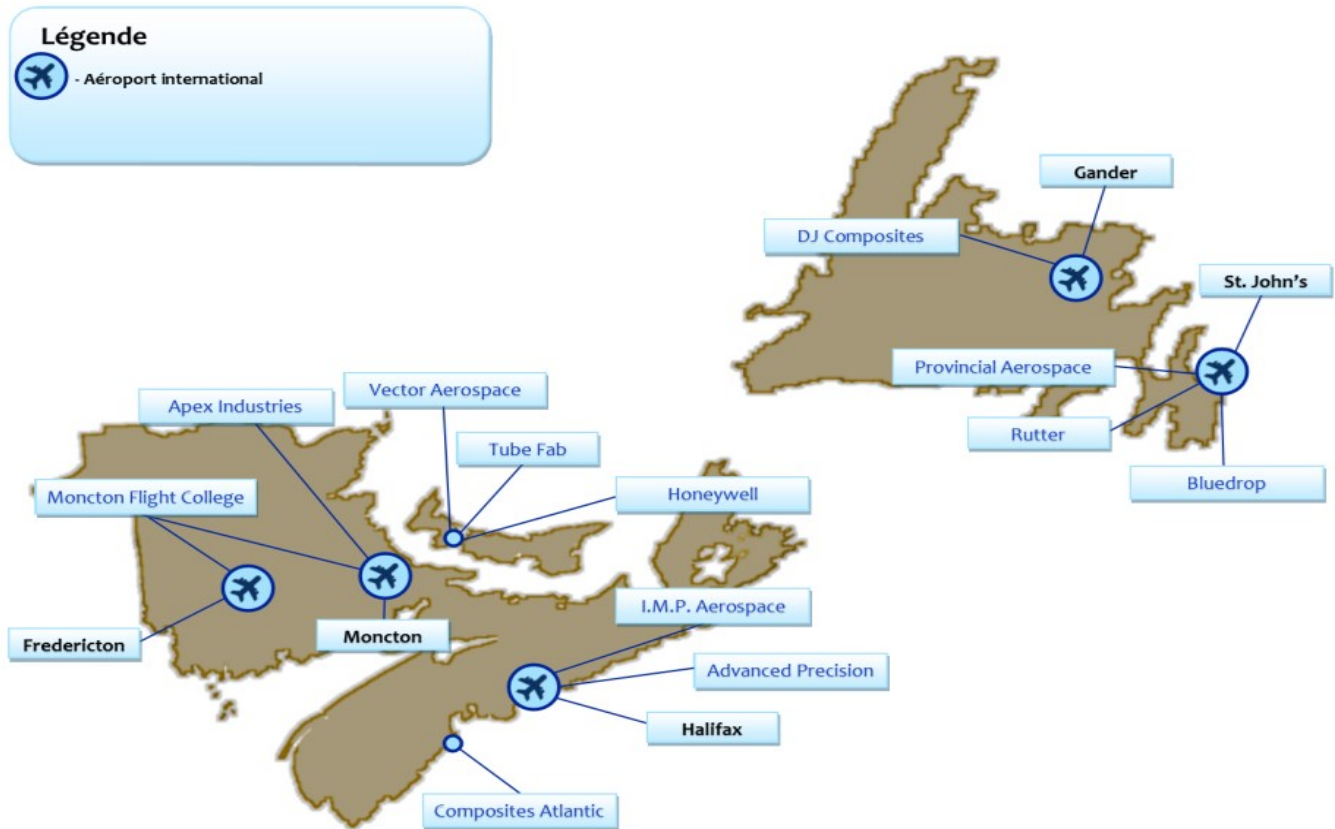 Légende
- Aéroport international
Gander
DJ Composites
St. John's
Provincial Aerospace
Rutter
Bluedrop
Vector Aerospace
Apex Industries
Tube Fab
Moncton Flight College
Honeywell
I.M.P. Aerospace
Fredericton
Moncton
Advanced Precision
Halifax
Composites Atlantic